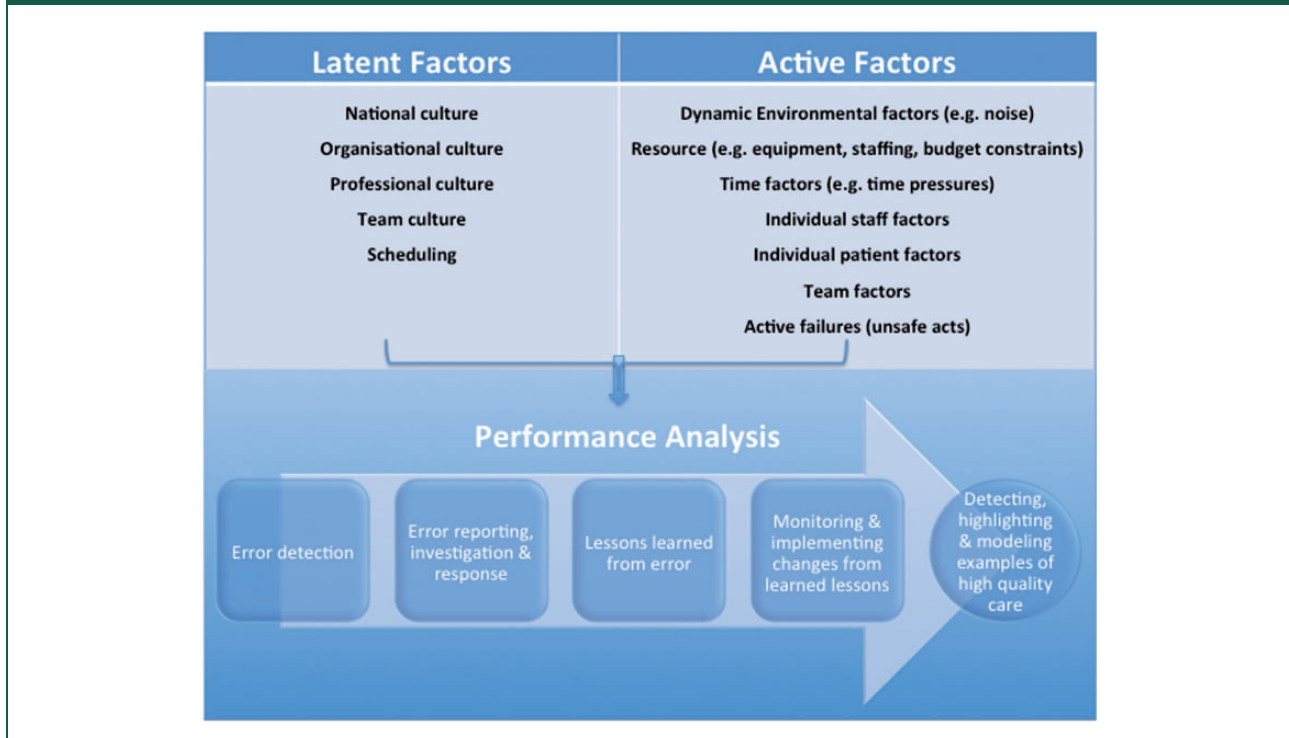 Latent Factors
Active Factors
National culture
Organisational culture
Professional culture
Team culture
Scheduling
Dynamic Environmental factors (e.g. noise)
Resource (e.g. equipment, staffing, budget constraints)
Time factors (e.g. time pressures)
Individual staff factors
Individual patient factors
Team factors
Active failures (unsafe acts)
Performance Analysis
Error detection
Error reporting,
investigation &
response
Lessons learned
from error
Monitoring &
implementing
changes from
learned lessons
Detecting,
highlighting
& modeling
examples of
high quality
care